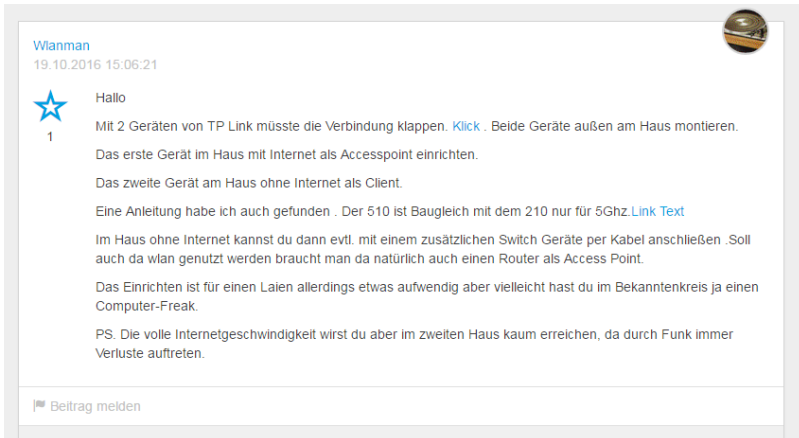 Wlanman
19.10.2016 15:06:21
Hallo
1
Mit 2 Geräten von TP Link müsste die Verbindung klappen. Klick . Beide Geräte außen am Haus montieren.
Das erste Gerät im Haus mit Internet als Accesspoint einrichten.
Das zweite Gerät am Haus ohne Internet als Client.
Eine Anleitung habe ich auch gefunden . Der 510 ist Baugleich mit dem 210 nur für 5Ghz.Link Text
Im Haus ohne Internet kannst du dann evtl. mit einem zusätzlichen Switch Geräte per Kabel anschließen .Soll
auch da wlan genutzt werden braucht man da natürlich auch einen Router als Access Point.
Das Einrichten ist für einen Laien allerdings etwas aufwendig aber vielleicht hast du im Bekanntenkreis ja einen
Computer-Freak.
PS. Die volle Internetgeschwindigkeit wirst du aber im zweiten Haus kaum erreichen, da durch Funk immer
Verluste auftreten.
Beitrag melden